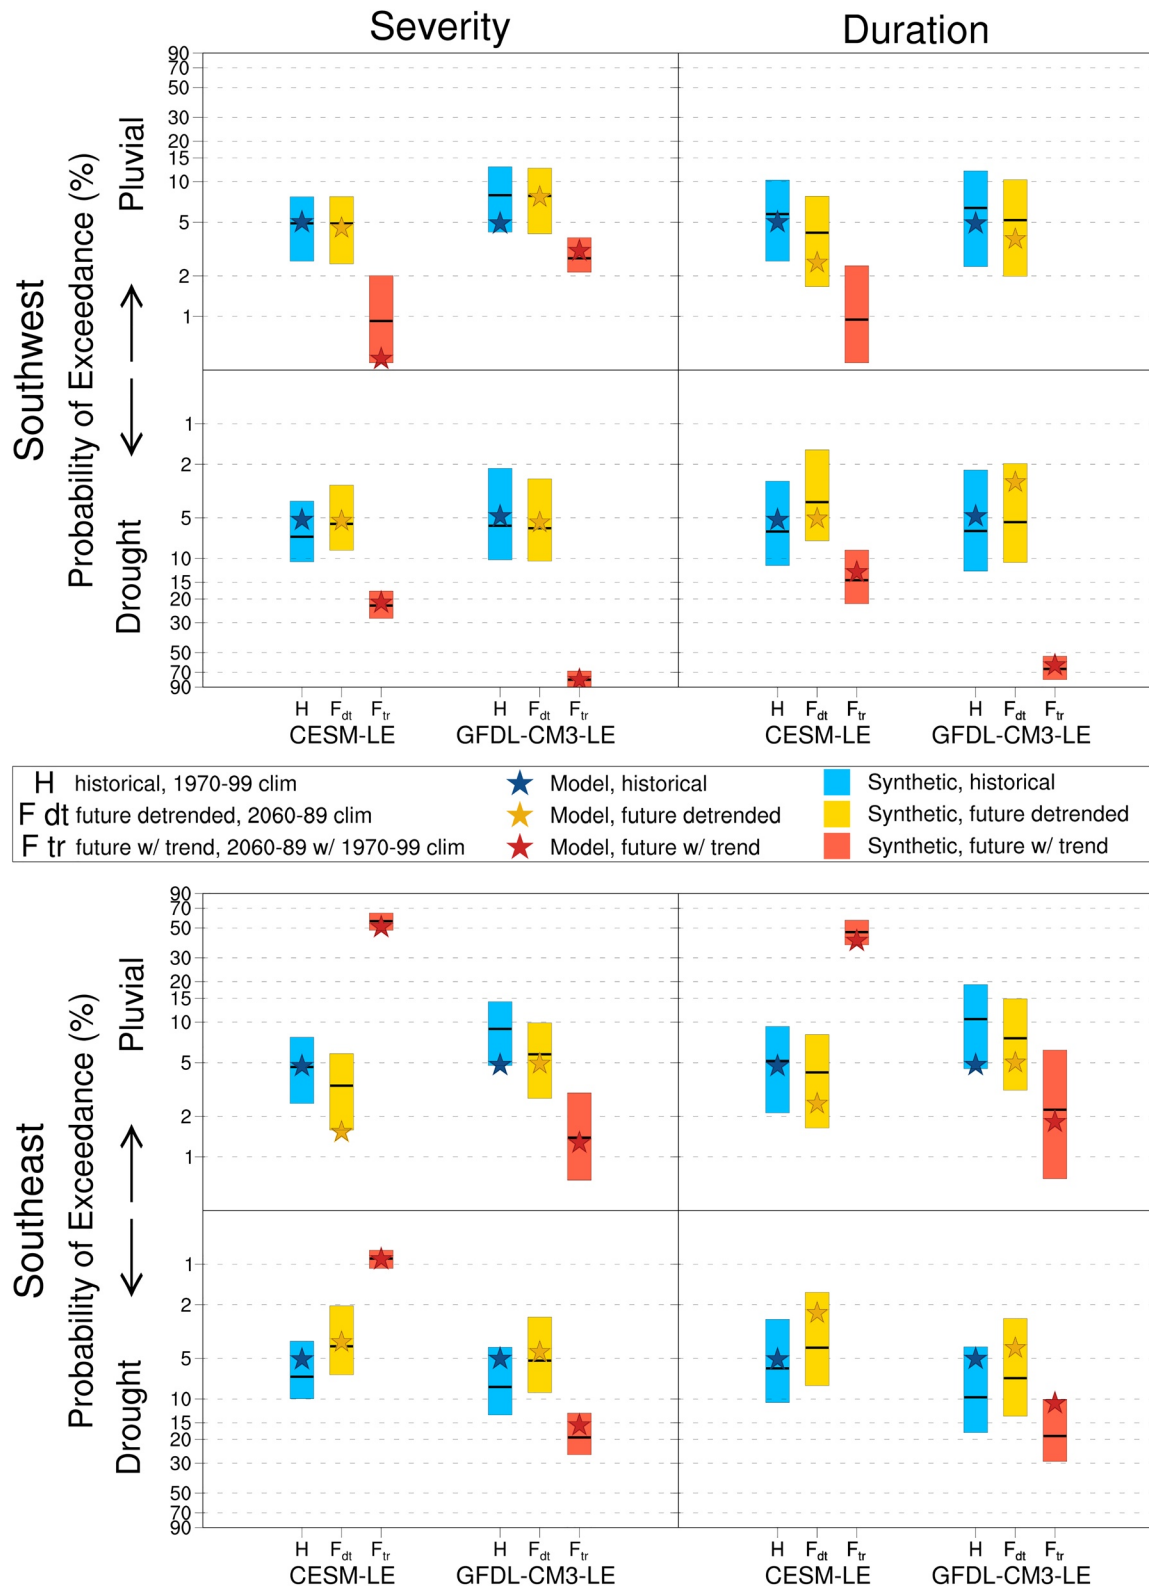 Severity
Duration
Southwest
Probability of Exceedance (%)
Pluvial
Drought
90
70
50
30
20
15
10
5
2
1
1
2
5
10
15
20
30
50
70
90
H Fdt Ftr H Fdt Ftr H Fdt Ftr H Fdt Ftr
CESM-LE GFDL-CM3-LE CESM-LE GFDL-CM3-LE
H historical, 1970-99 clim Model, historical Synthetic, historical
F dt future detrended, 2060-89 clim Model, future detrended Synthetic, future detrended
F tr future w/ trend, 2060-89 w/ 1970-99 clim Model, future w/ trend Synthetic, future w/ trend
Southeast
Probability of Exceedance (%)
Pluvial
Drought
90
70
50
30
20
15
10
5
2
1
1
2
5
10
15
20
30
50
70
90
H Fdt Ftr H Fdt Ftr H Fdt Ftr H Fdt Ftr
CESM-LE GFDL-CM3-LE CESM-LE GFDL-CM3-LE